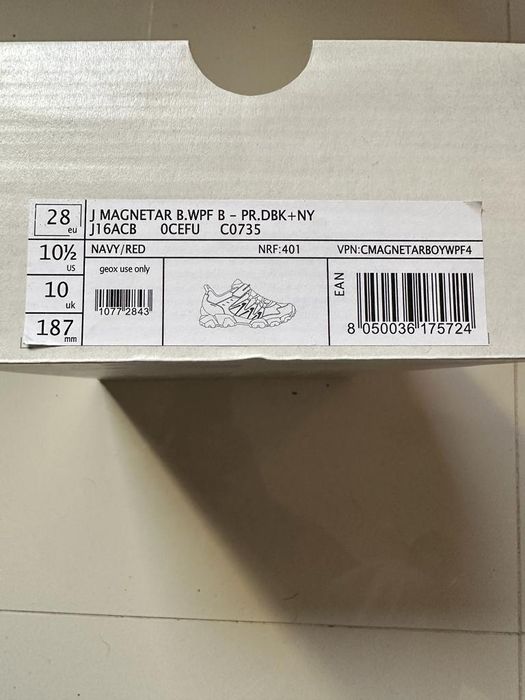 28 eu
J MAGNETAR B.WPF B - PR.DBK+NY
J16ACB 0CEFU C0735
10½ US
NAVY/RED NRF:401 VPN:CMAGNETARBOYWPF4
10 uk
187 mm
geox use only
1077 2843
EAN
8 050036 175724